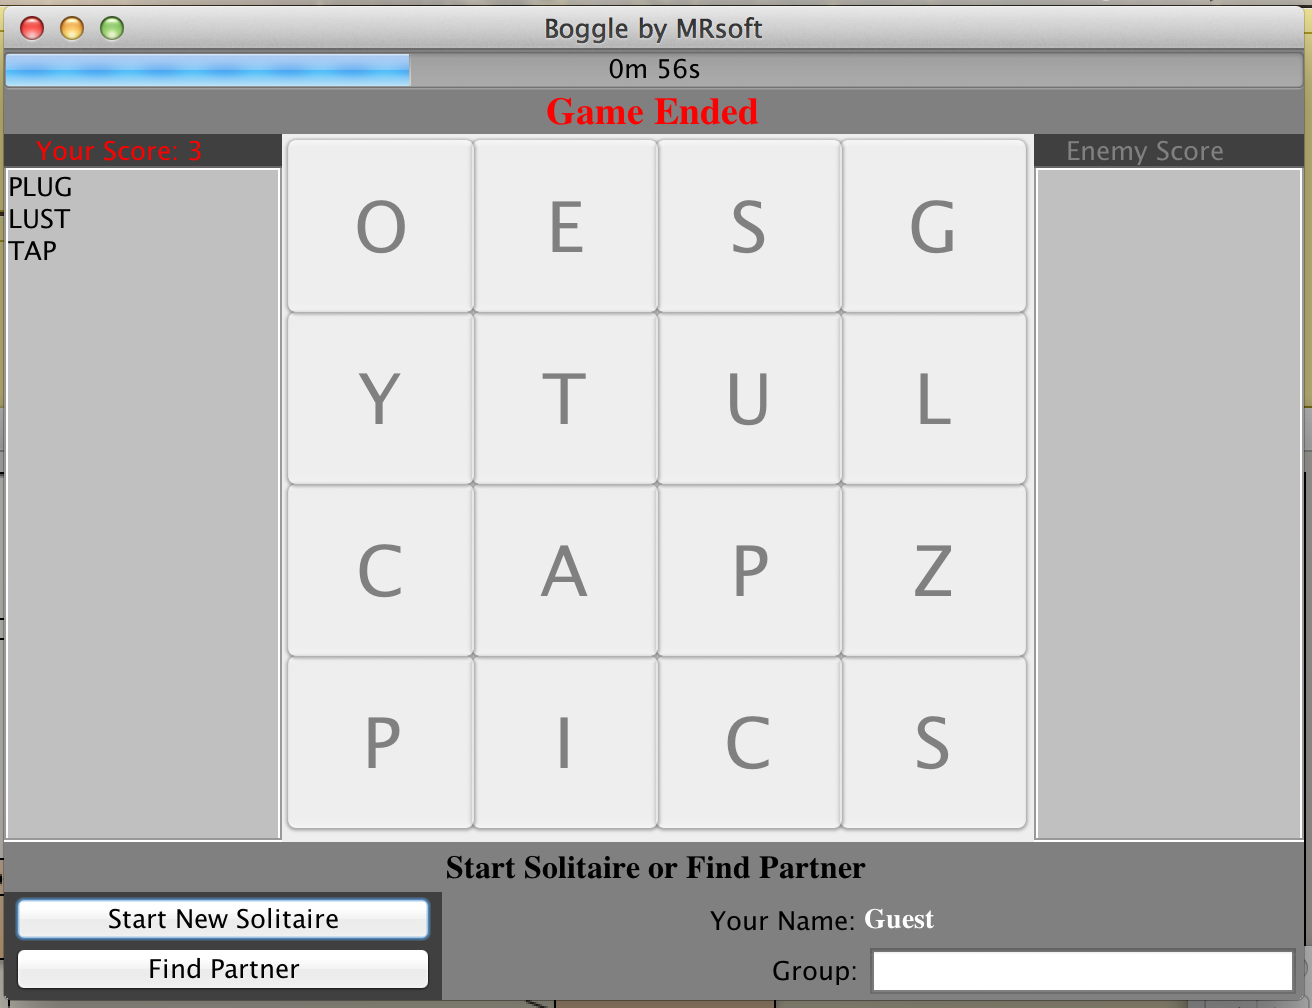 Boggle by MRsoft
0m 56s
Game Ended
Your Score: 3
Enemy Score
PLUG
LUST
TAP
O E S G
Y T U L
C A P Z
P I C S
Start Solitaire or Find Partner
Start New Solitaire
Your Name: Guest
Find Partner
Group: